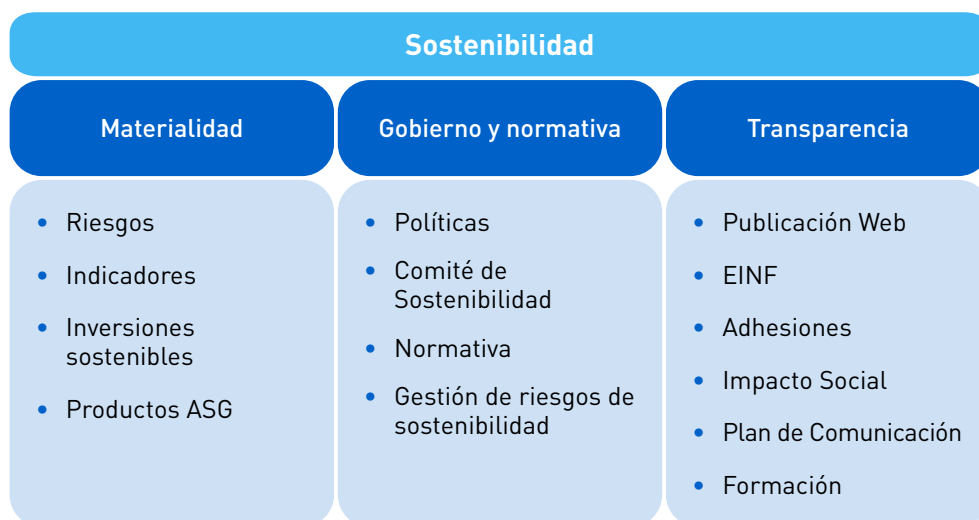 Sostenibilidad
Materialidad
• Riesgos
• Indicadores
• Inversiones
sostenibles
• Productos ASG
Gobierno y normativa
• Políticas
• Comité de
Sostenibilidad
• Normativa
• Gestión de riesgos de
sostenibilidad
Transparencia
• Publicación Web
• EINF
• Adhesiones
• Impacto Social
• Plan de Comunicación
• Formación